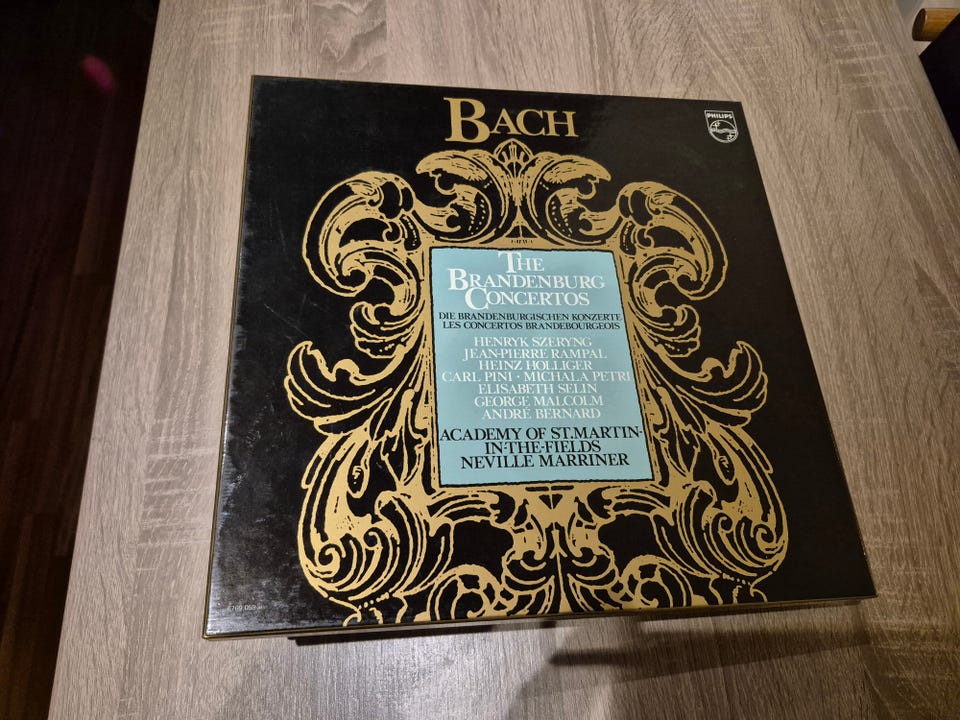 BACH
PHILIPS
THE
BRANDENBURG
CONCERTOS
DIE BRANDENBURGISCHEN KONZERTE
LES CONCERTOS BRANDEBOURGEOIS
HENRYK SZERYNG
JEAN-PIERRE RAMPAL
HEINZ HOLLIGER
CARL PINI · MICHALA PETRI
ELISABETH SELIN
GEORGE MALCOLM
ANDRÉ BERNARD
ACADEMY OF ST.MARTIN-
IN-THE-FIELDS
NEVILLE MARRINER